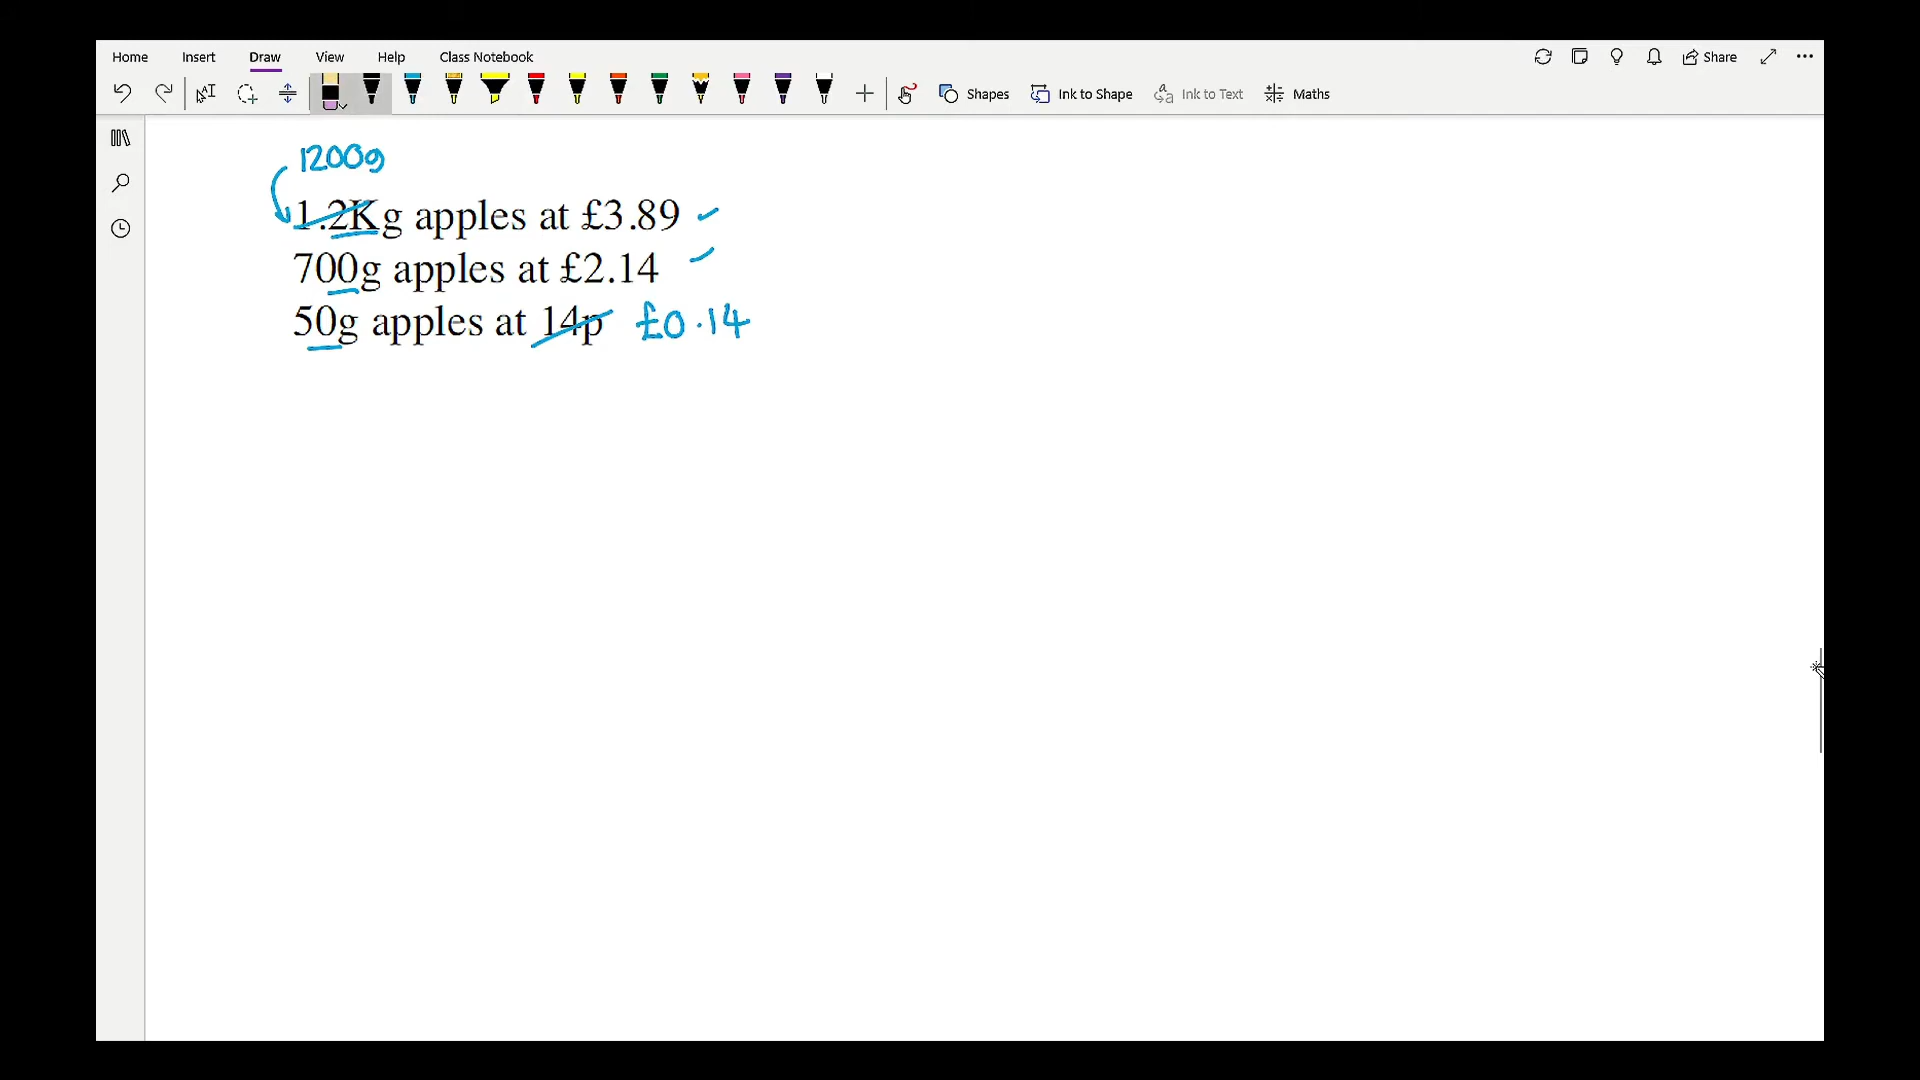 Home Insert Draw View Help Class Notebook Share
Shapes Ink to Shape Ink to Text Maths
1200g
1.2Kg apples at £3.89
700g apples at £2.14
50g apples at 14p £0.14